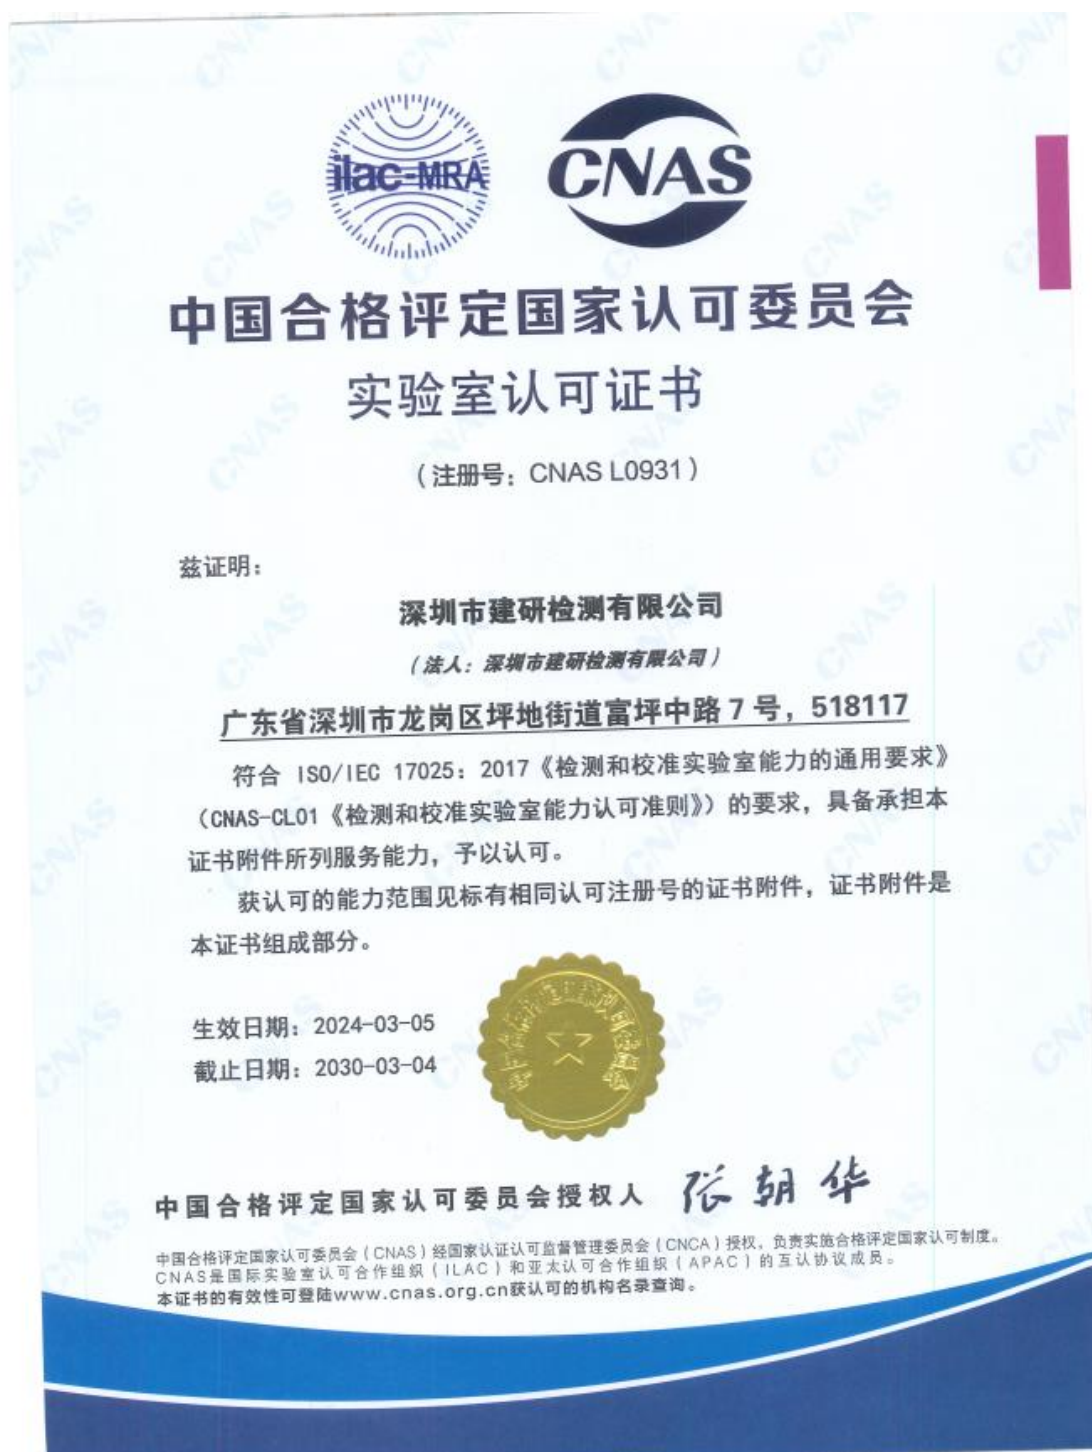 ilac-MRA
CNAS
中国合格评定国家认可委员会
实验室认可证书
（注册号：CNAS L0931）
兹证明：
深圳市建研检测有限公司
（法人：深圳市建研检测有限公司）
广东省深圳市龙岗区坪地街道富坪中路 7 号，518117
符合 ISO/IEC 17025：2017《检测和校准实验室能力的通用要求》
（CNAS-CL01《检测和校准实验室能力认可准则》）的要求，具备承担本
证书附件所列服务能力，予以认可。
获认可的能力范围见标有相同认可注册号的证书附件，证书附件是
本证书组成部分。
生效日期：2024-03-05
截止日期：2030-03-04
中国合格评定国家认可委员会授权人 张朝华
中国合格评定国家认可委员会（CNAS）经国家认证认可监督管理委员会（CNCA）授权，负责实施合格评定国家认可制度。
CNAS是国际实验室认可合作组织（ILAC）和亚太认可合作组织（APAC）的互认协议成员。
本证书的有效性可登陆www.cnas.org.cn获认可的机构名录查询。